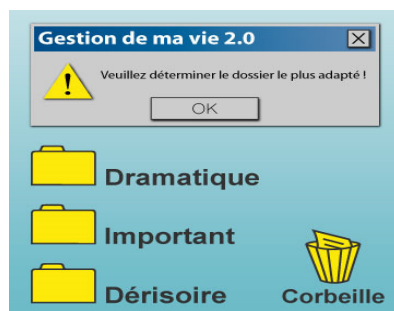 Gestion de ma vie 2.0
Veuillez déterminer le dossier le plus adapté !
OK
Dramatique
Important
Dérisoire
Corbeille